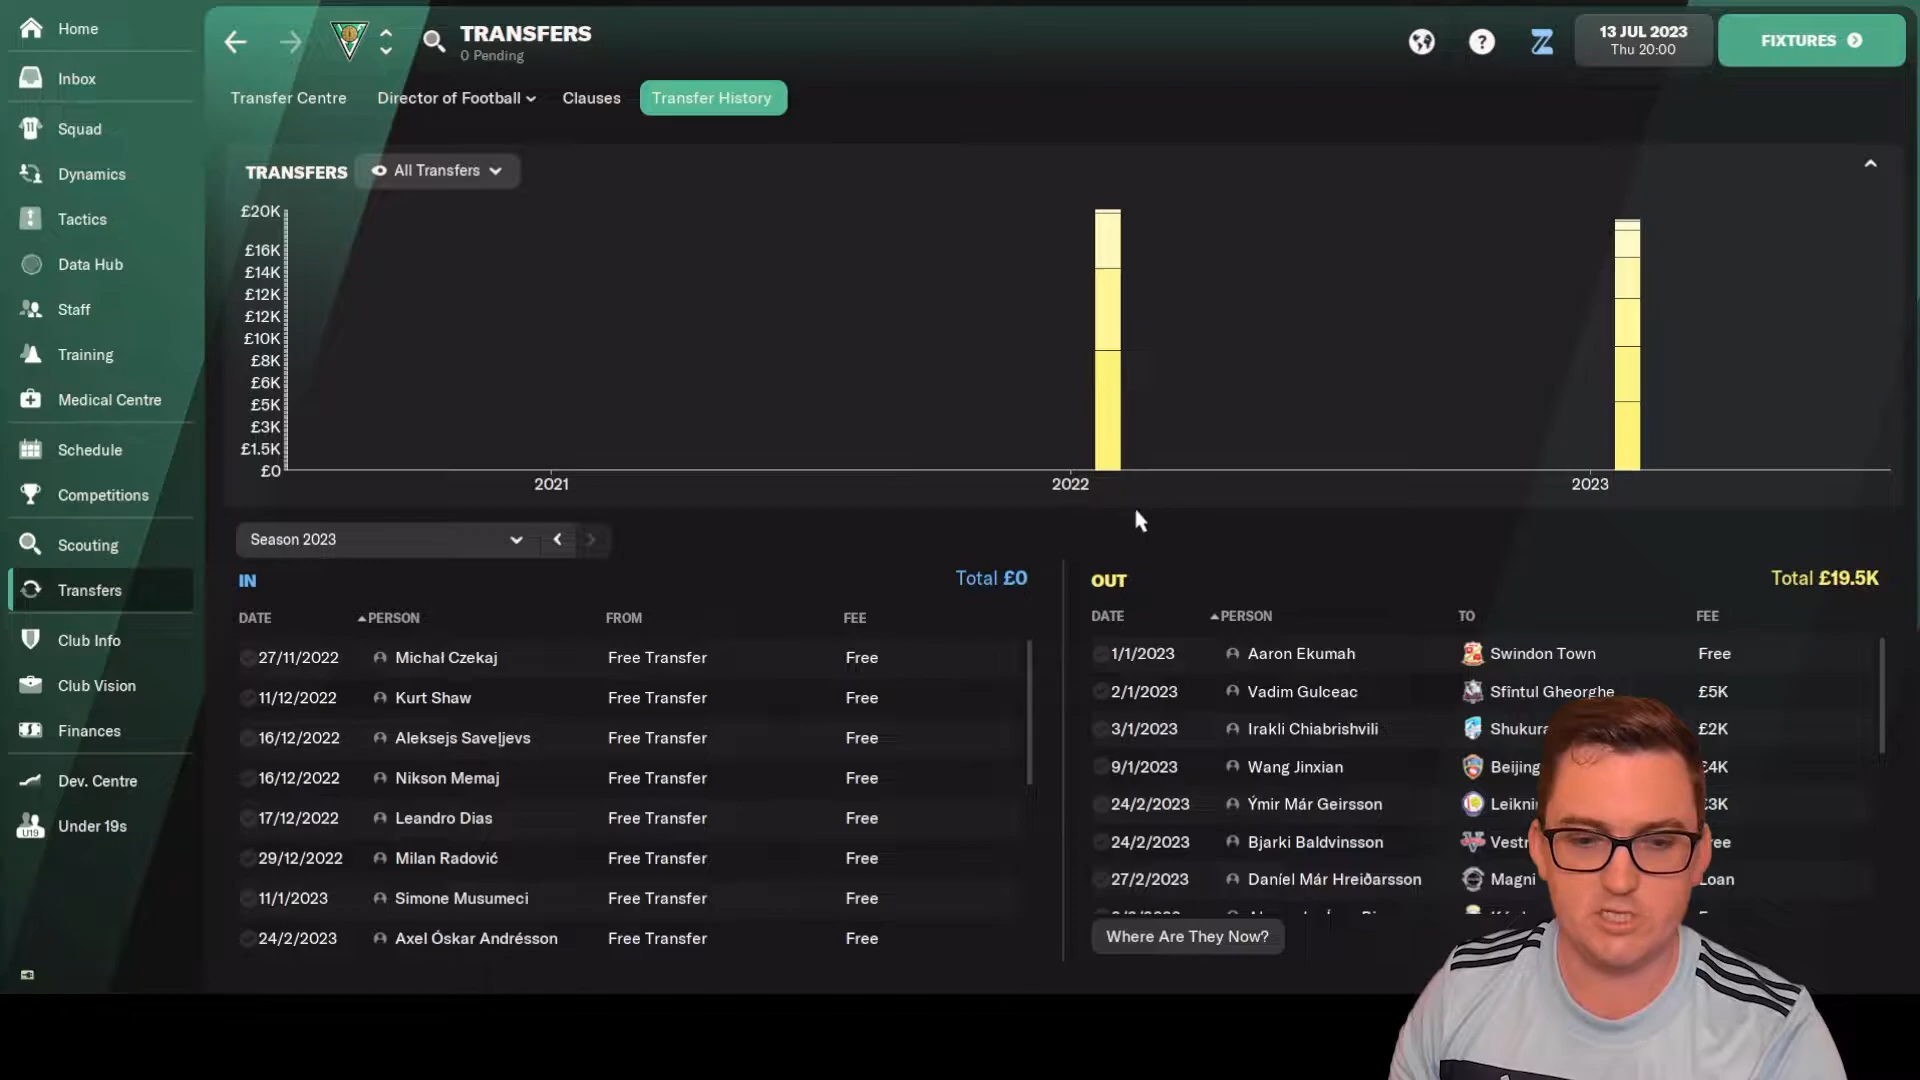 Home
Inbox
Squad
Dynamics
Tactics
Data Hub
Staff
Training
Medical Centre
Schedule
Competitions
Scouting
Transfers
Club Info
Club Vision
Finances
Dev. Centre
U19 Under 19s
TRANSFERS
0 Pending
13 JUL 2023
Thu 20:00
FIXTURES
Transfer Centre Director of Football Clauses Transfer History
TRANSFERS All Transfers
£20K
£16K
£14K
£12K
£12K
£10K
£8K
£6K
£5K
£3K
£1.5K
£0
2021 2022 2023
Season 2023
IN Total £0
DATE PERSON FROM FEE
27/11/2022 Michał Czekaj Free Transfer Free
11/12/2022 Kurt Shaw Free Transfer Free
16/12/2022 Aleksejs Saveļjevs Free Transfer Free
16/12/2022 Nikson Memaj Free Transfer Free
17/12/2022 Leandro Dias Free Transfer Free
29/12/2022 Milan Radović Free Transfer Free
11/1/2023 Simone Musumeci Free Transfer Free
24/2/2023 Axel Óskar Andrésson Free Transfer Free
OUT Total £19.5K
DATE PERSON TO FEE
1/1/2023 Aaron Ekumah Swindon Town Free
2/1/2023 Vadim Gulceac Sfîntul Gheorghe £5K
3/1/2023 Irakli Chiabrishvili £2K
9/1/2023 Wang Jinxian Beijing £4K
24/2/2023 Ýmir Már Geirsson £3K
24/2/2023 Bjarki Baldvinsson
27/2/2023 Daníel Már Hreiðarsson Magni Loan
Where Are They Now?